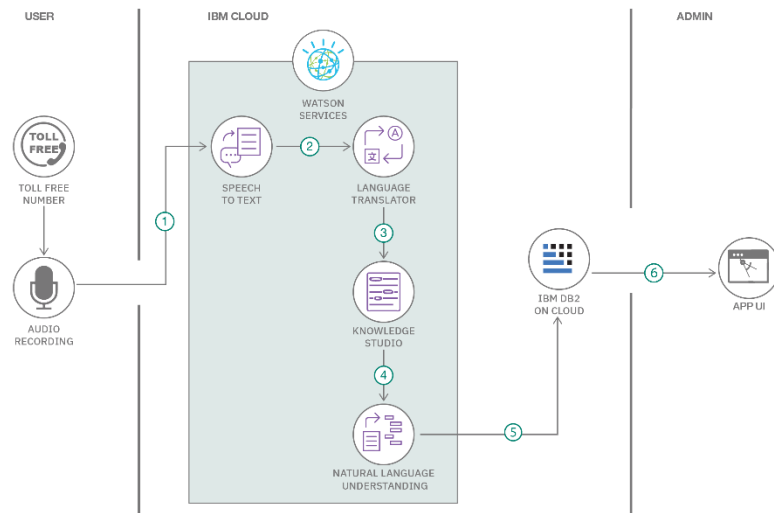 USER
IBM CLOUD
ADMIN
WATSON
SERVICES
TOLL
FREE
TOLL FREE
NUMBER
SPEECH
TO TEXT
2
A
文
LANGUAGE
TRANSLATOR
1
3
AUDIO
RECORDING
KNOWLEDGE
STUDIO
IBM DB2
ON CLOUD
6
APP UI
4
5
NATURAL LANGUAGE
UNDERSTANDING